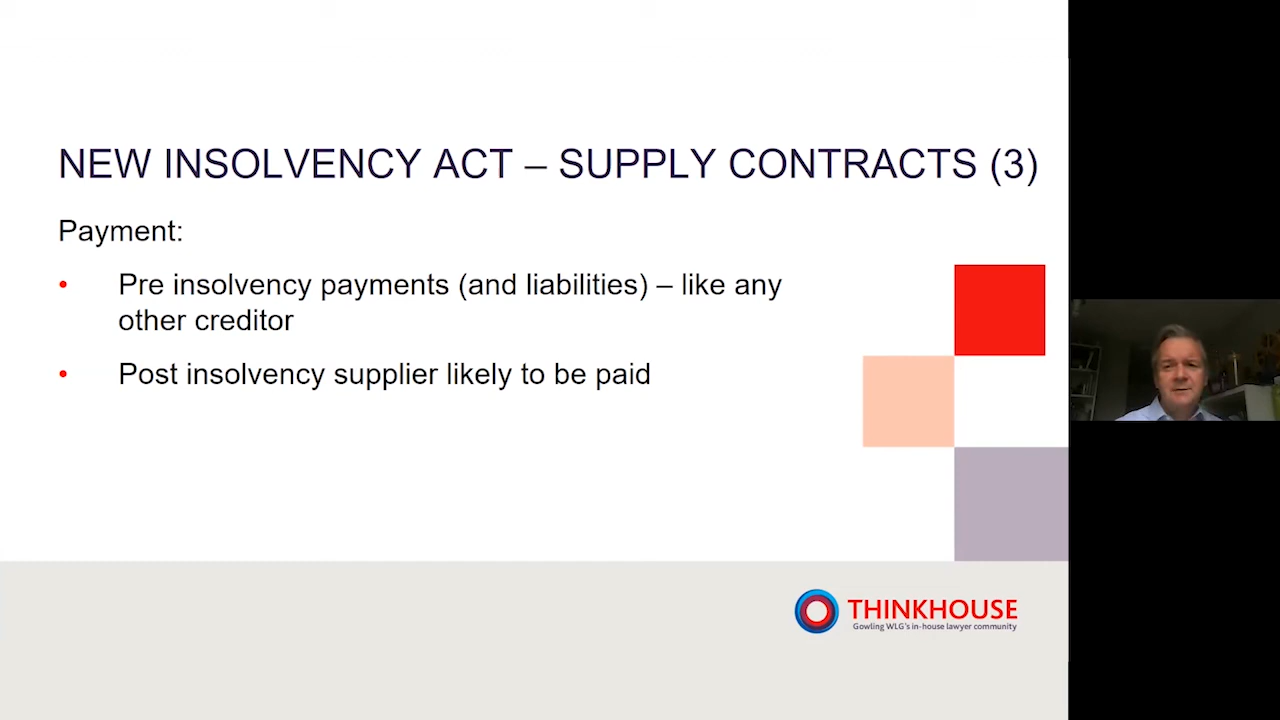 NEW INSOLVENCY ACT – SUPPLY CONTRACTS (3)
Payment:
• Pre insolvency payments (and liabilities) – like any
other creditor
• Post insolvency supplier likely to be paid
THINKHOUSE
Gowling WLG's in-house lawyer community